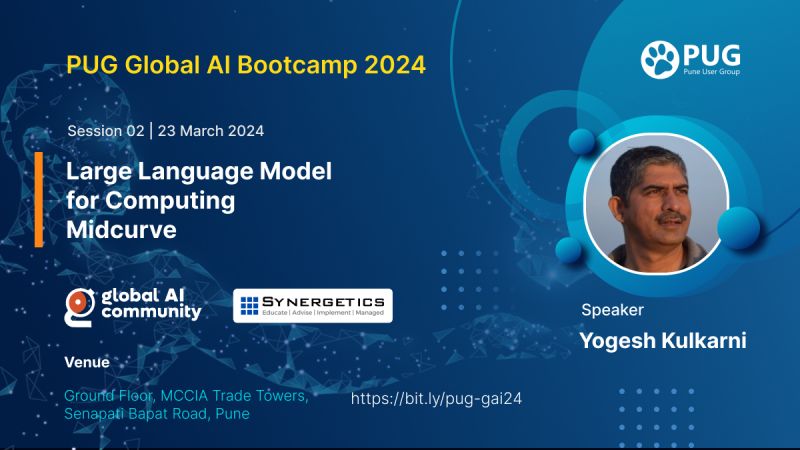 PUG Global AI Bootcamp 2024
PUG
Pune User Group
Session 02 | 23 March 2024
Large Language Model
for Computing
Midcurve
global AI
community
SYNERGETICS
Educate | Advise | Implement | Managed
Speaker
Yogesh Kulkarni
Venue
Ground Floor, MCCIA Trade Towers,
Senapati Bapat Road, Pune
https://bit.ly/pug-gai24